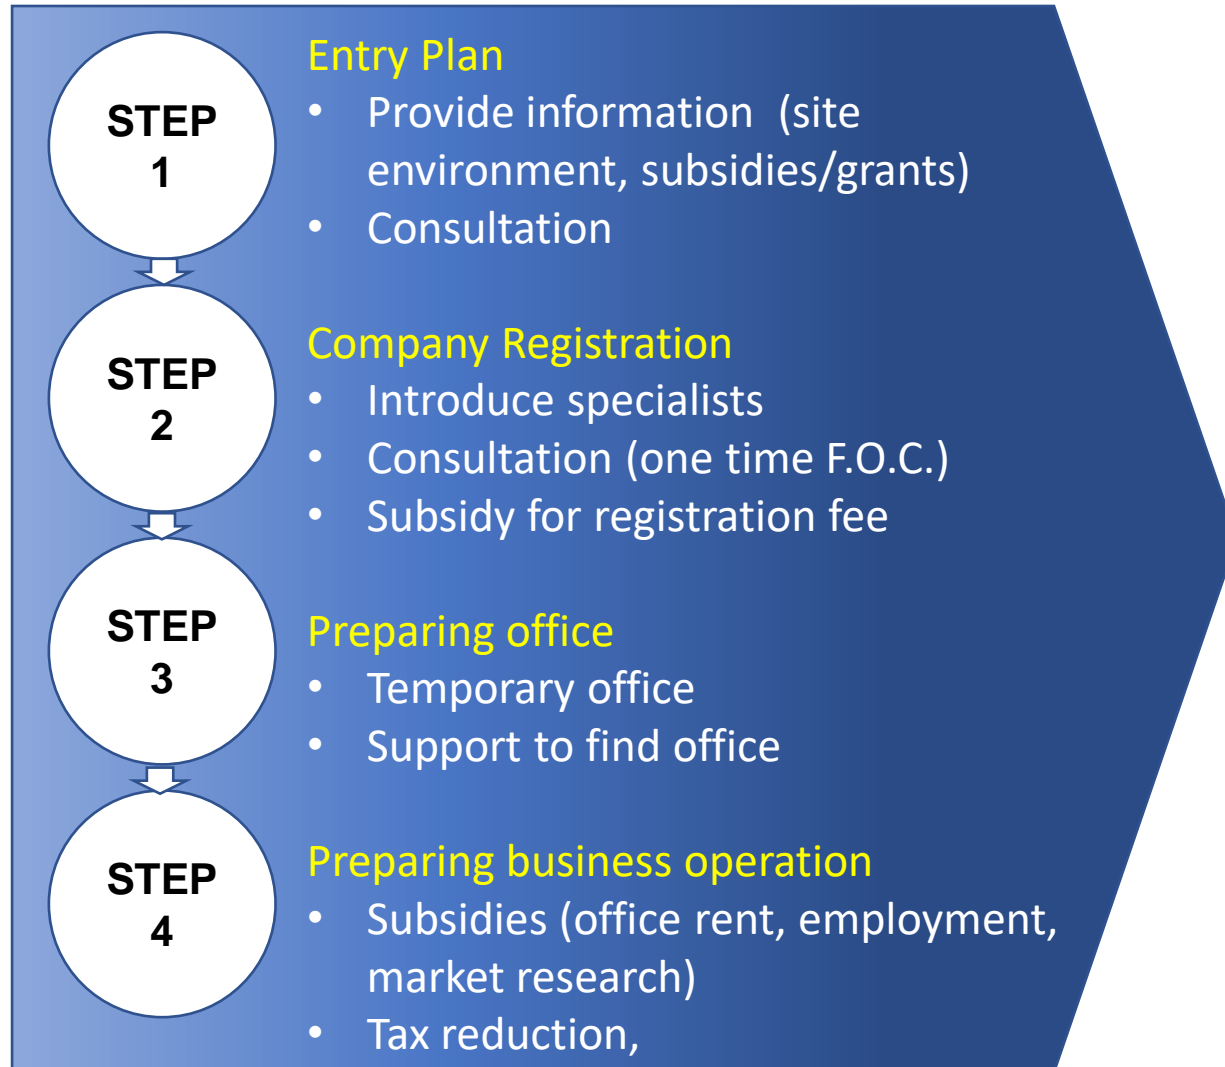 STEP
1
Entry Plan
• Provide information (site
environment, subsidies/grants)
• Consultation
STEP
2
Company Registration
• Introduce specialists
• Consultation (one time F.O.C.)
• Subsidy for registration fee
STEP
3
Preparing office
• Temporary office
• Support to find office
STEP
4
Preparing business operation
• Subsidies (office rent, employment,
market research)
• Tax reduction,